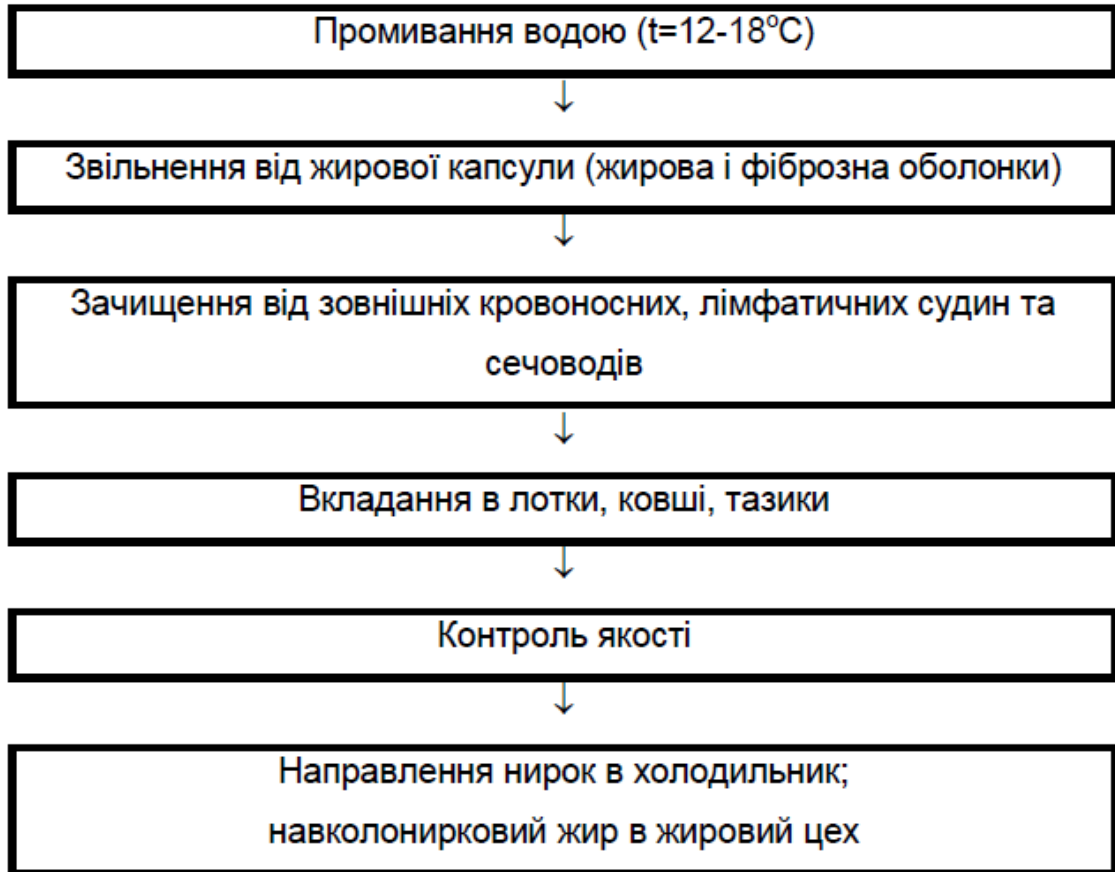 Промивання водою (t=12-18°С)
↓
Звільнення від жирової капсули (жирова і фіброзна оболонки)
↓
Зачищення від зовнішніх кровоносних, лімфатичних судин та
сечоводів
↓
Вкладання в лотки, ковші, тазики
↓
Контроль якості
↓
Направлення нирок в холодильник;
навколонирковий жир в жировий цех